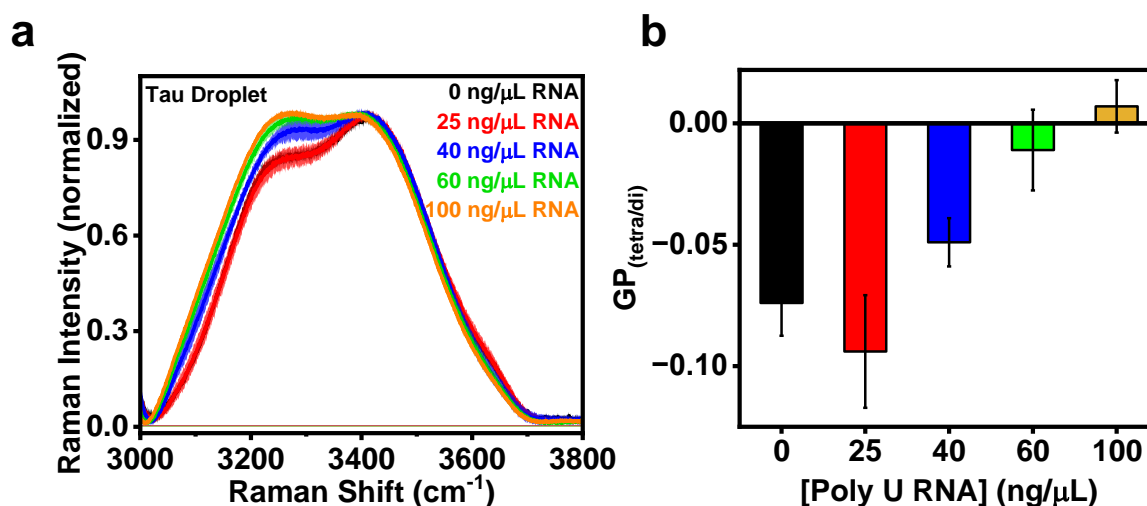 a
Tau Droplet
0 ng/μL RNA
25 ng/μL RNA
40 ng/μL RNA
60 ng/μL RNA
100 ng/μL RNA
0.9
0.6
0.3
0.0
Raman Intensity (normalized)
3000 3200 3400 3600 3800
Raman Shift (cm⁻¹)
b
0.00
−0.05
−0.10
GP(tetra/di)
0 25 40 60 100
[Poly U RNA] (ng/μL)